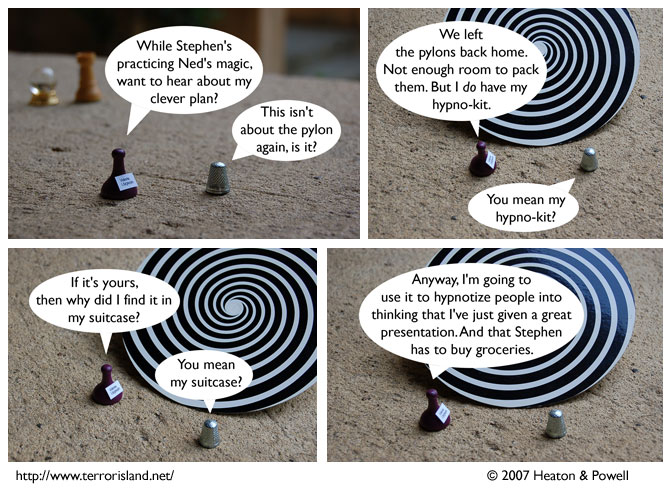 While Stephen's
practicing Ned's magic,
want to hear about my
clever plan?
This isn't
about the pylon
again, is it?
We left
the pylons back home.
Not enough room to pack
them. But I do have my
hypno-kit.
You mean my
hypno-kit?
If it's yours,
then why did I find it in
my suitcase?
You mean
my suitcase?
Anyway, I'm going to
use it to hypnotize people into
thinking that I've just given a great
presentation. And that Stephen
has to buy groceries.
http://www.terrorisland.net/
© 2007 Heaton & Powell